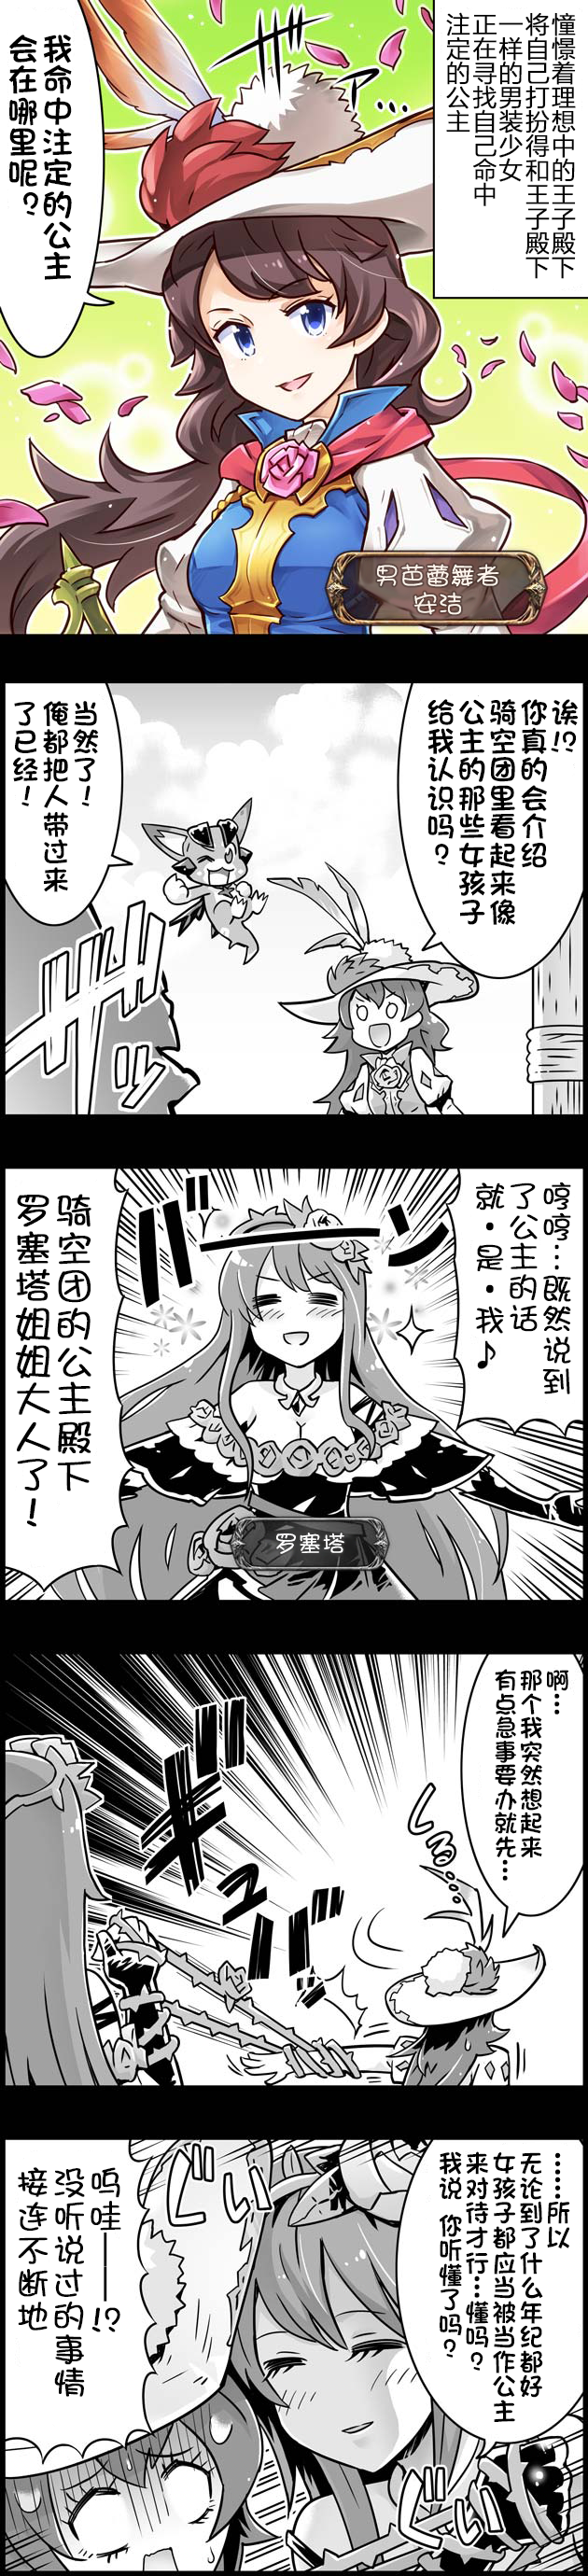 憧憬着理想中的王子殿下
将自己打扮得和王子殿下
一样的男装少女
正在寻找自己命中
注定的公主
ファ…
我命中注定的公主
会在哪里呢？
男芭蕾舞者
安洁
诶！？
你真的会介绍
骑空团里看起来像
公主的那些女孩子
给我认识吗？
当然了！
俺都把人带过来
了已经！
ザッ
哼哼…既然说到
了公主的话
就・是・我♪
バーン
骑空团的公主殿下
罗塞塔姐姐大人了！
罗塞塔
啊…
那个我突然想起来
有点急事要办就先…
くるっ…
ギュッ
……所以
无论到了什么年纪都好
女孩子都应当被当作公主
来对待才行…懂吗？
我说 你听懂了吗？
ぐい
呜哇——！？
没听说过的事情
接连不断地
ぐい